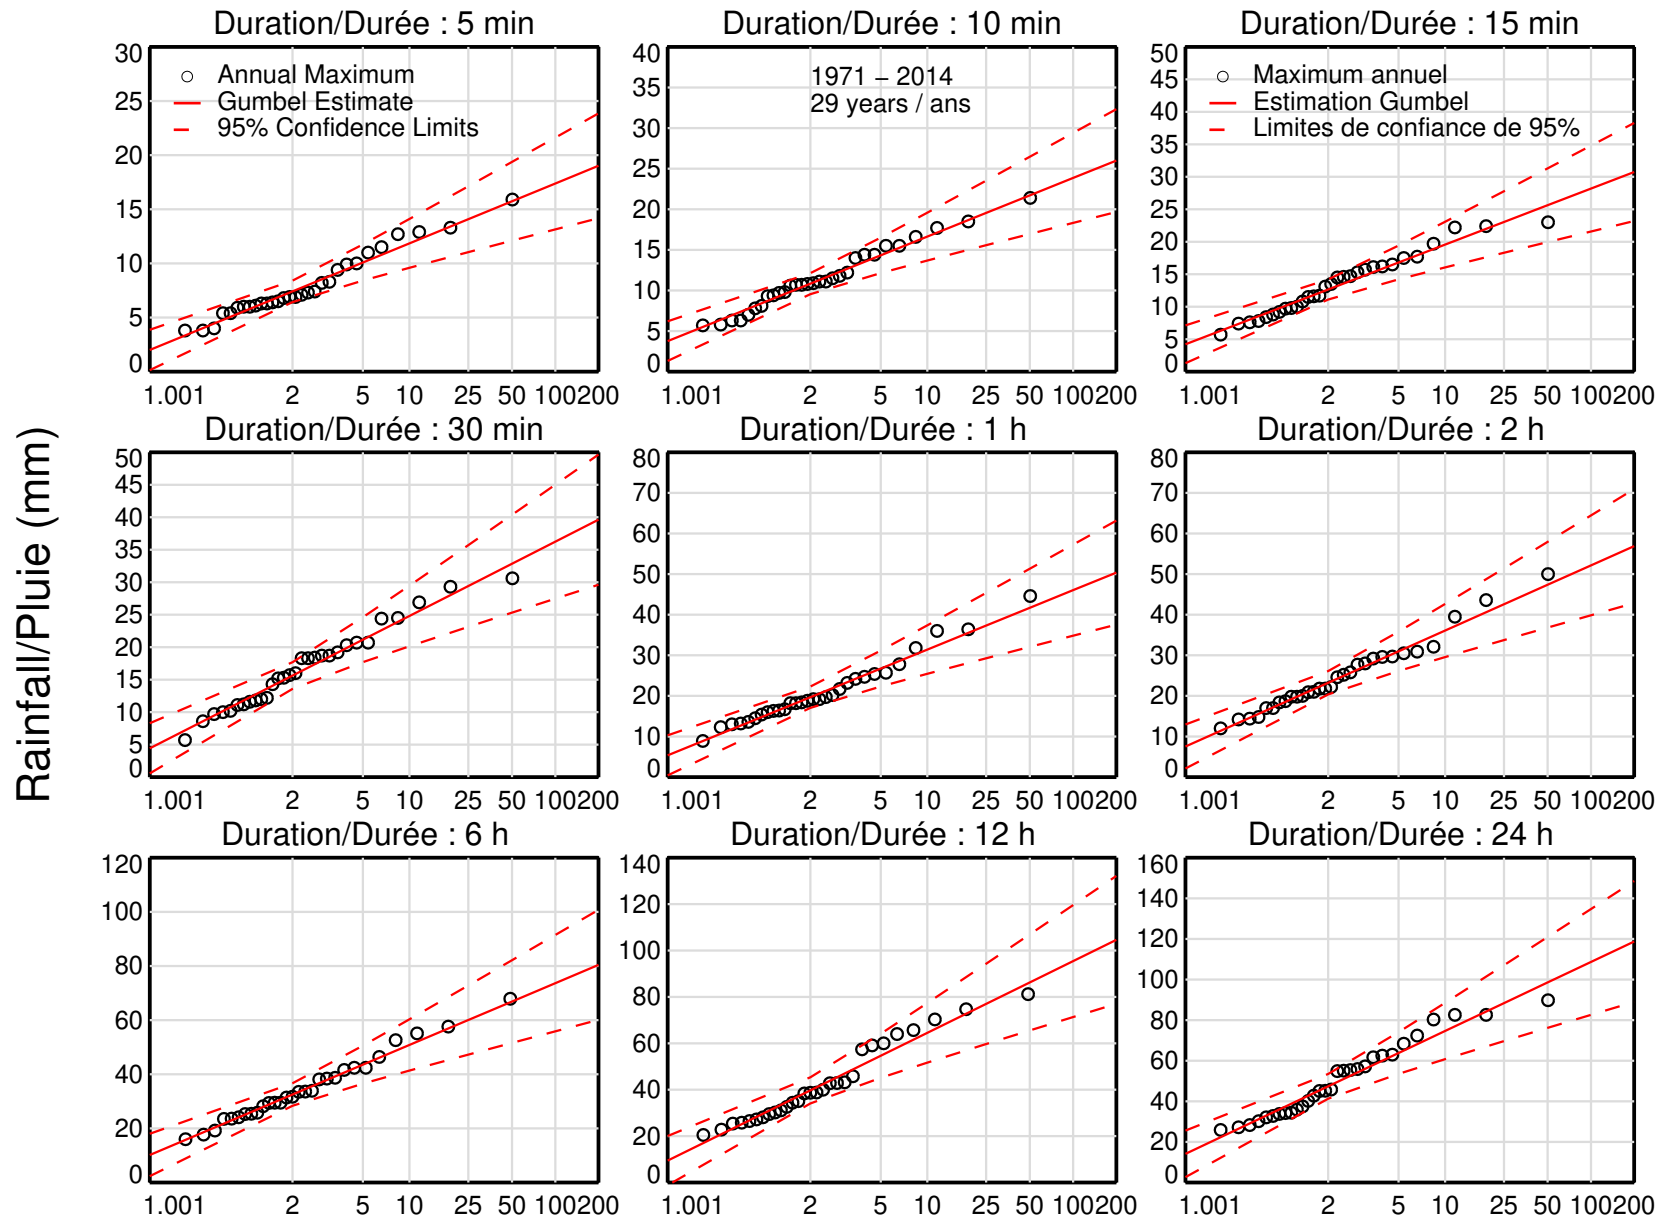 Rainfall/Pluie (mm)
Duration/Durée : 5 min
30
25
20
15
10
5
0
Annual Maximum
Gumbel Estimate
95% Confidence Limits
1.001 2 5 10 25 50 100200
Duration/Durée : 10 min
40
35
30
25
20
15
10
5
0
1971 – 2014
29 years / ans
1.001 2 5 10 25 50 100200
Duration/Durée : 15 min
50
45
40
35
30
25
20
15
10
5
0
Maximum annuel
Estimation Gumbel
Limites de confiance de 95%
1.001 2 5 10 25 50 100200
Duration/Durée : 30 min
50
45
40
35
30
25
20
15
10
5
0
1.001 2 5 10 25 50 100200
Duration/Durée : 1 h
80
70
60
50
40
30
20
10
0
1.001 2 5 10 25 50 100200
Duration/Durée : 2 h
80
70
60
50
40
30
20
10
0
1.001 2 5 10 25 50 100200
Duration/Durée : 6 h
120
100
80
60
40
20
0
1.001 2 5 10 25 50 100200
Duration/Durée : 12 h
140
120
100
80
60
40
20
0
1.001 2 5 10 25 50 100200
Duration/Durée : 24 h
160
140
120
100
80
60
40
20
0
1.001 2 5 10 25 50 100200